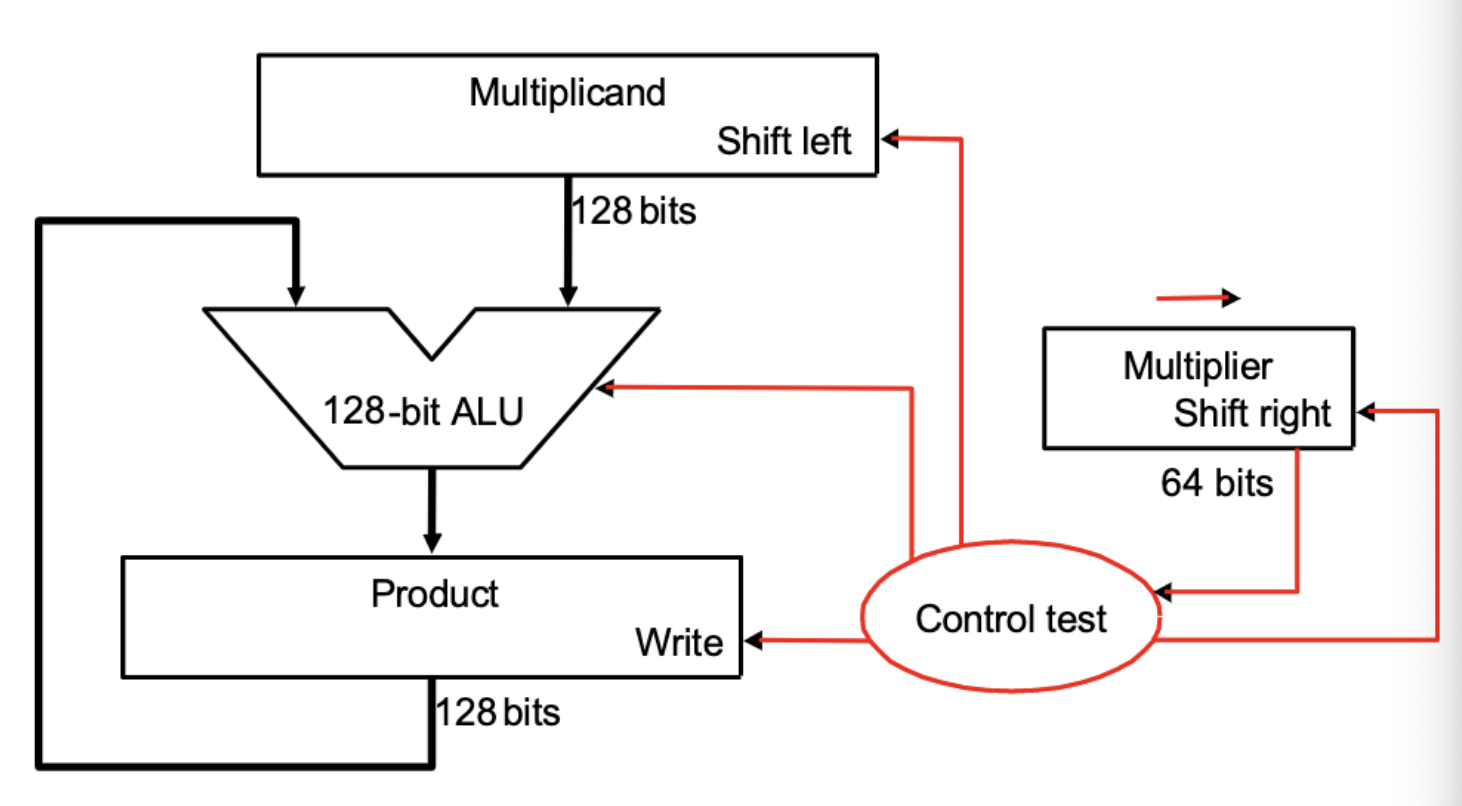 Multiplicand
Shift left
128 bits
128-bit ALU
Multiplier
Shift right
64 bits
Product
Write
Control test
128 bits